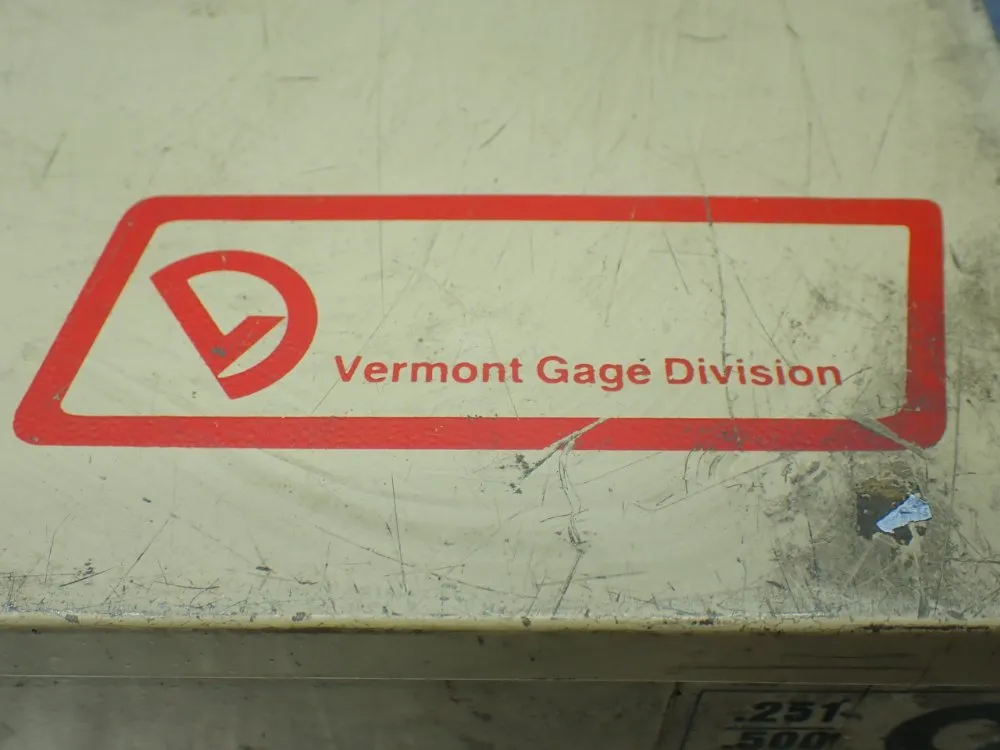 Vermont Gage Division
.251-
.500